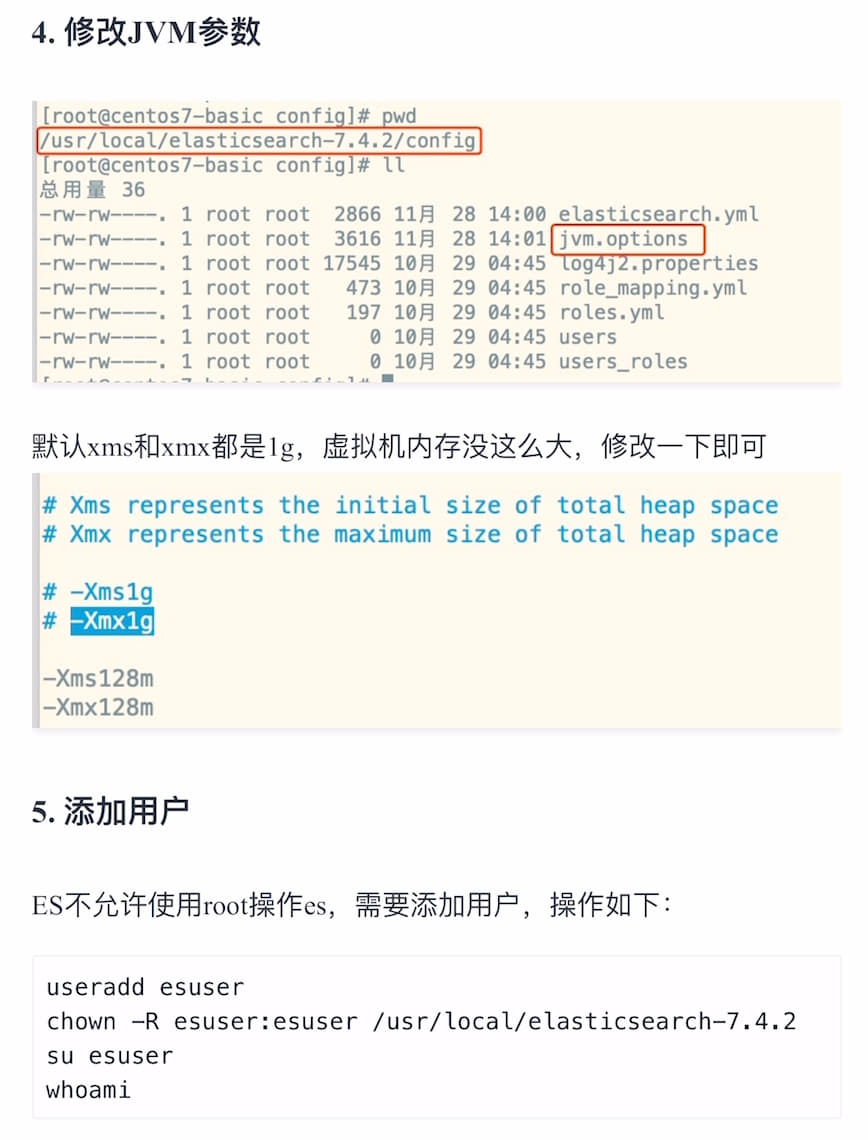 4. 修改JVM参数
[root@centos7-basic config]# pwd
/usr/local/elasticsearch-7.4.2/config
[root@centos7-basic config]# ll
总用量 36
-rw-rw----. 1 root root  2866 11月 28 14:00 elasticsearch.yml
-rw-rw----. 1 root root  3616 11月 28 14:01 jvm.options
-rw-rw----. 1 root root 17545 10月 29 04:45 log4j2.properties
-rw-rw----. 1 root root   473 10月 29 04:45 role_mapping.yml
-rw-rw----. 1 root root   197 10月 29 04:45 roles.yml
-rw-rw----. 1 root root     0 10月 29 04:45 users
-rw-rw----. 1 root root     0 10月 29 04:45 users_roles
默认xms和xmx都是1g，虚拟机内存没这么大，修改一下即可
# Xms represents the initial size of total heap space
# Xmx represents the maximum size of total heap space
# -Xms1g
# -Xmx1g
-Xms128m
-Xmx128m
5. 添加用户
ES不允许使用root操作es，需要添加用户，操作如下：
useradd esuser
chown -R esuser:esuser /usr/local/elasticsearch-7.4.2
su esuser
whoami